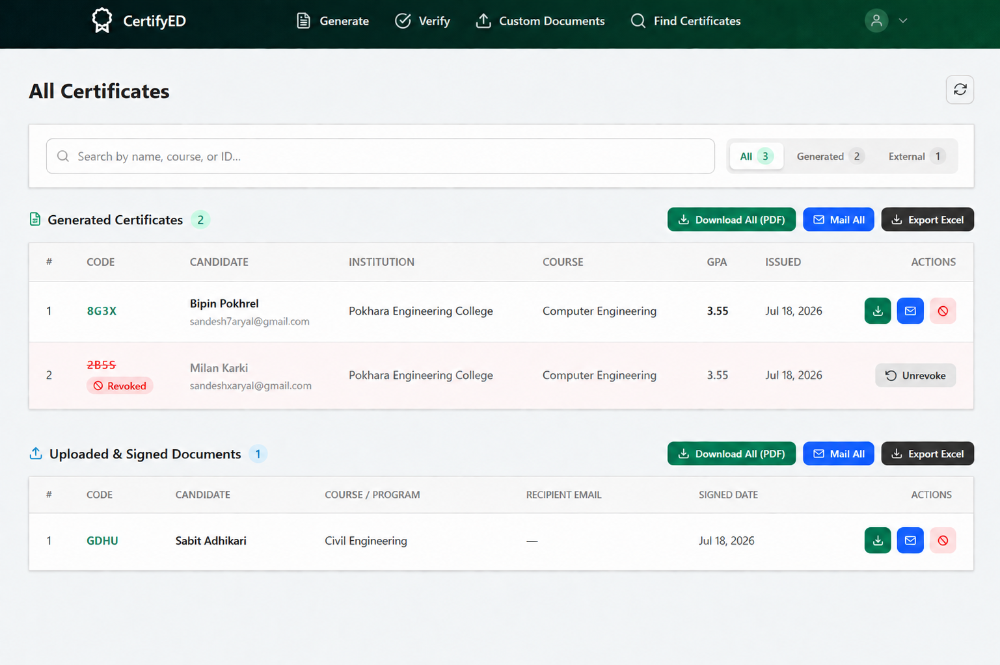 CertifyED
Generate
Verify
Custom Documents
Find Certificates
All Certificates
Search by name, course, or ID...
All 3
Generated 2
External 1
Generated Certificates 2
Download All (PDF)
Mail All
Export Excel
# CODE CANDIDATE INSTITUTION COURSE GPA ISSUED ACTIONS
1 8G3X Bipin Pokhrel Pokhara Engineering College Computer Engineering 3.55 Jul 18, 2026
sandesh7aryal@gmail.com
2 2B5S Milan Karki Pokhara Engineering College Computer Engineering 3.55 Jul 18, 2026 Unrevoke
Revoked sandeshxaryal@gmail.com
Uploaded & Signed Documents 1
Download All (PDF)
Mail All
Export Excel
# CODE CANDIDATE COURSE / PROGRAM RECIPIENT EMAIL SIGNED DATE ACTIONS
1 GDHU Sabit Adhikari Civil Engineering — Jul 18, 2026